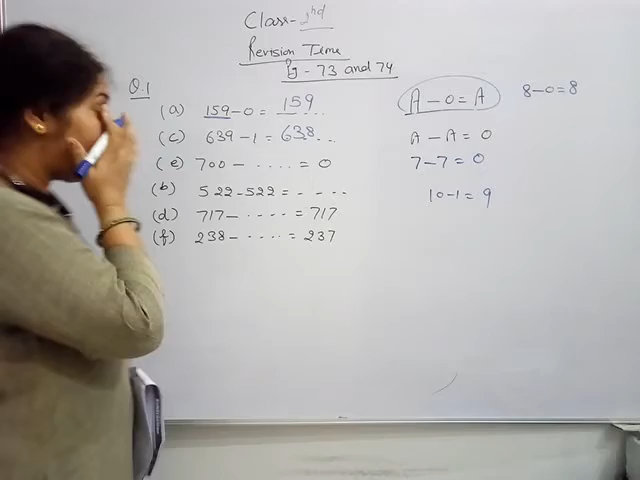 Class- 2nd
Revision Time
Pg - 73 and 74
Q.1
(a) 159-0= 159...
(c) 639-1= 638...
(e) 700 - ..... = 0
(b) 522-522= - - - -
(d) 717- ..... = 717
(f) 238- ..... = 237
A - 0 = A
8-0=8
A - A = 0
7-7= 0
10-1= 9